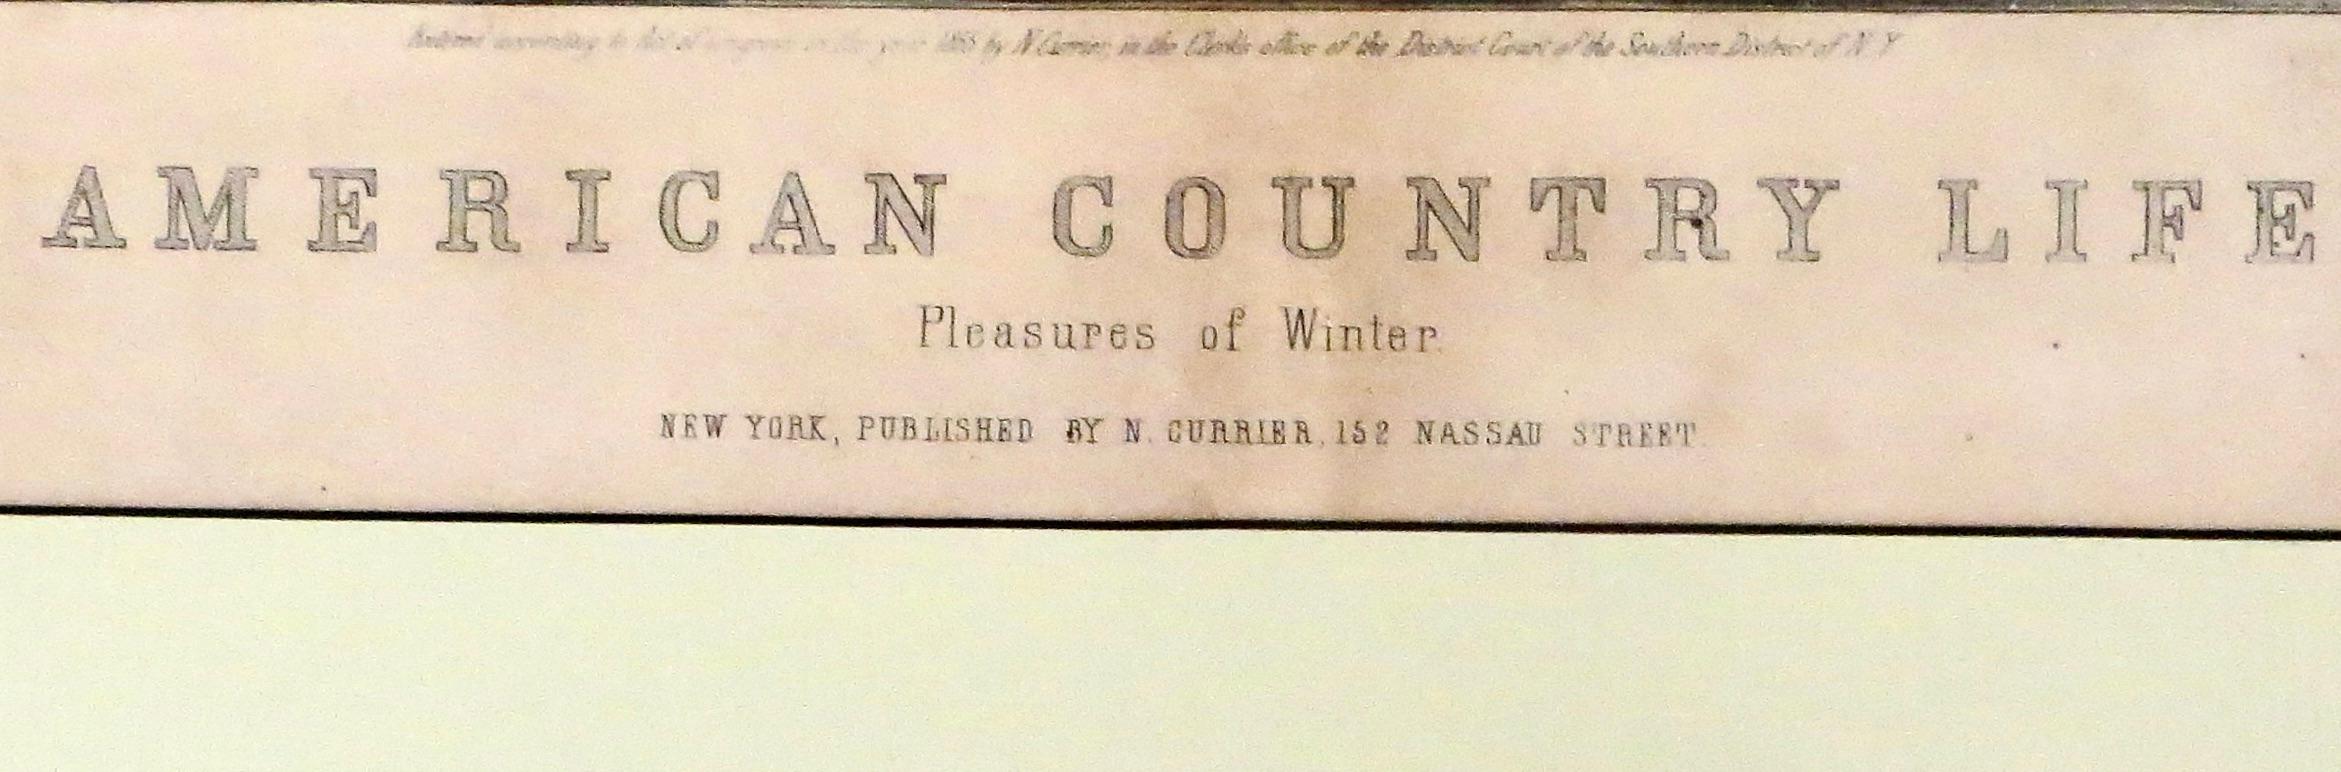 Entered according to Act of Congress in the year 1855 by N Currier, in the Clerk's office of the District Court of the Southern District of N. Y
AMERICAN COUNTRY LIFE
Pleasures of Winter.
NEW YORK, PUBLISHED BY N. CURRIER, 152 NASSAU STREET.